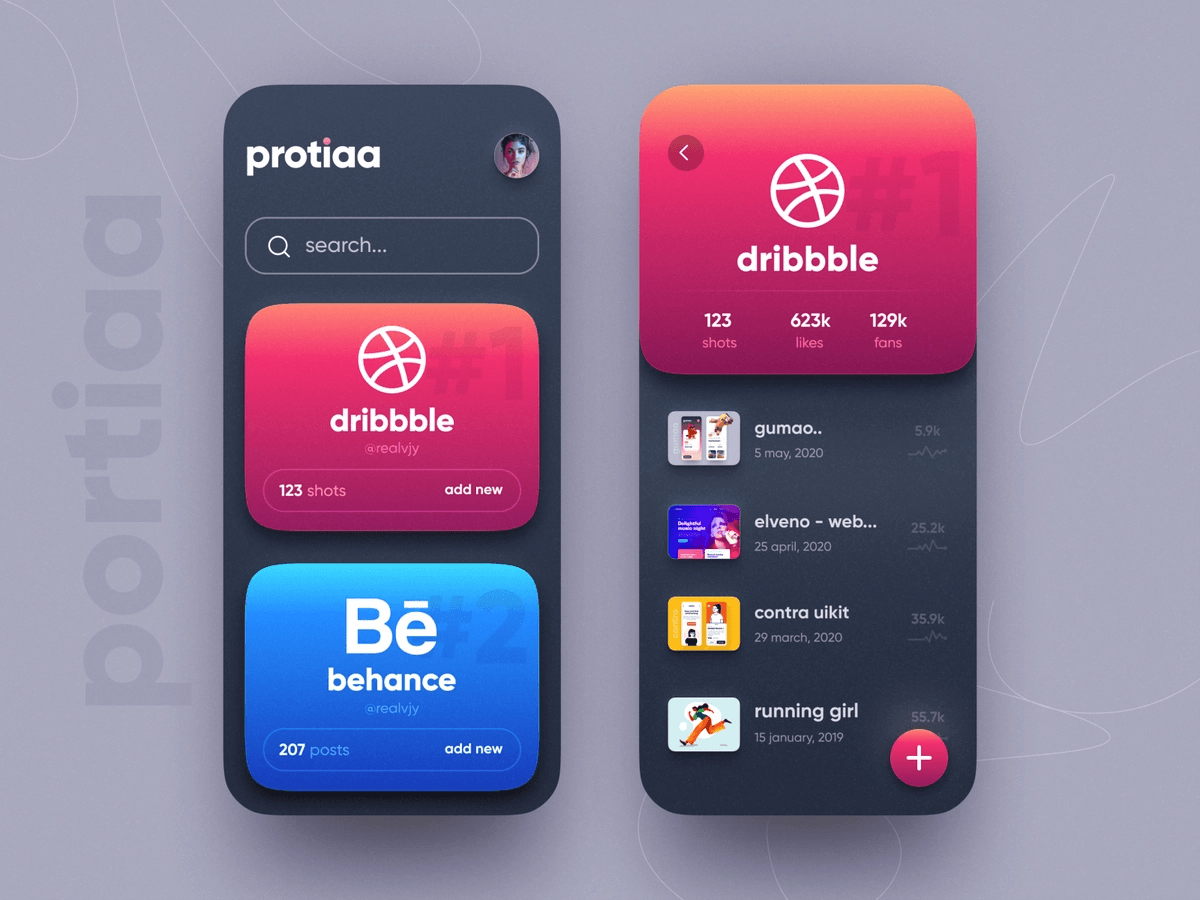 portiaa
protiaa
search...
#1
dribbble
@realvjy
123 shots
add new
#2
Bē
behance
@realvjy
207 posts
add new
#1
dribbble
123
623k
129k
shots
likes
fans
gumao..
5 may, 2020
5.9k
elveno - web...
25 april, 2020
25.2k
Delightful
music night
contra uikit
29 march, 2020
35.9k
running girl
15 january, 2019
55.7k